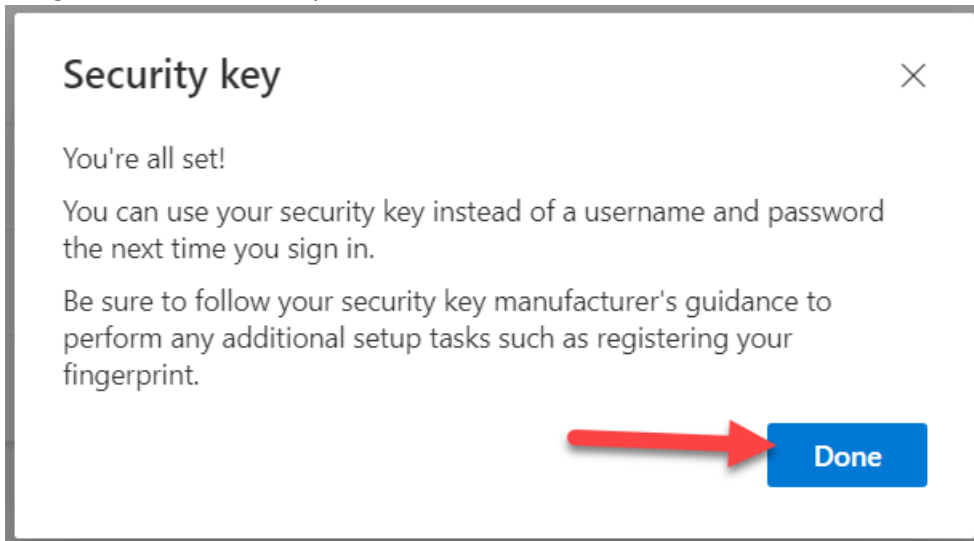 Security key
You're all set!
You can use your security key instead of a username and password
the next time you sign in.
Be sure to follow your security key manufacturer's guidance to
perform any additional setup tasks such as registering your
fingerprint.
Done